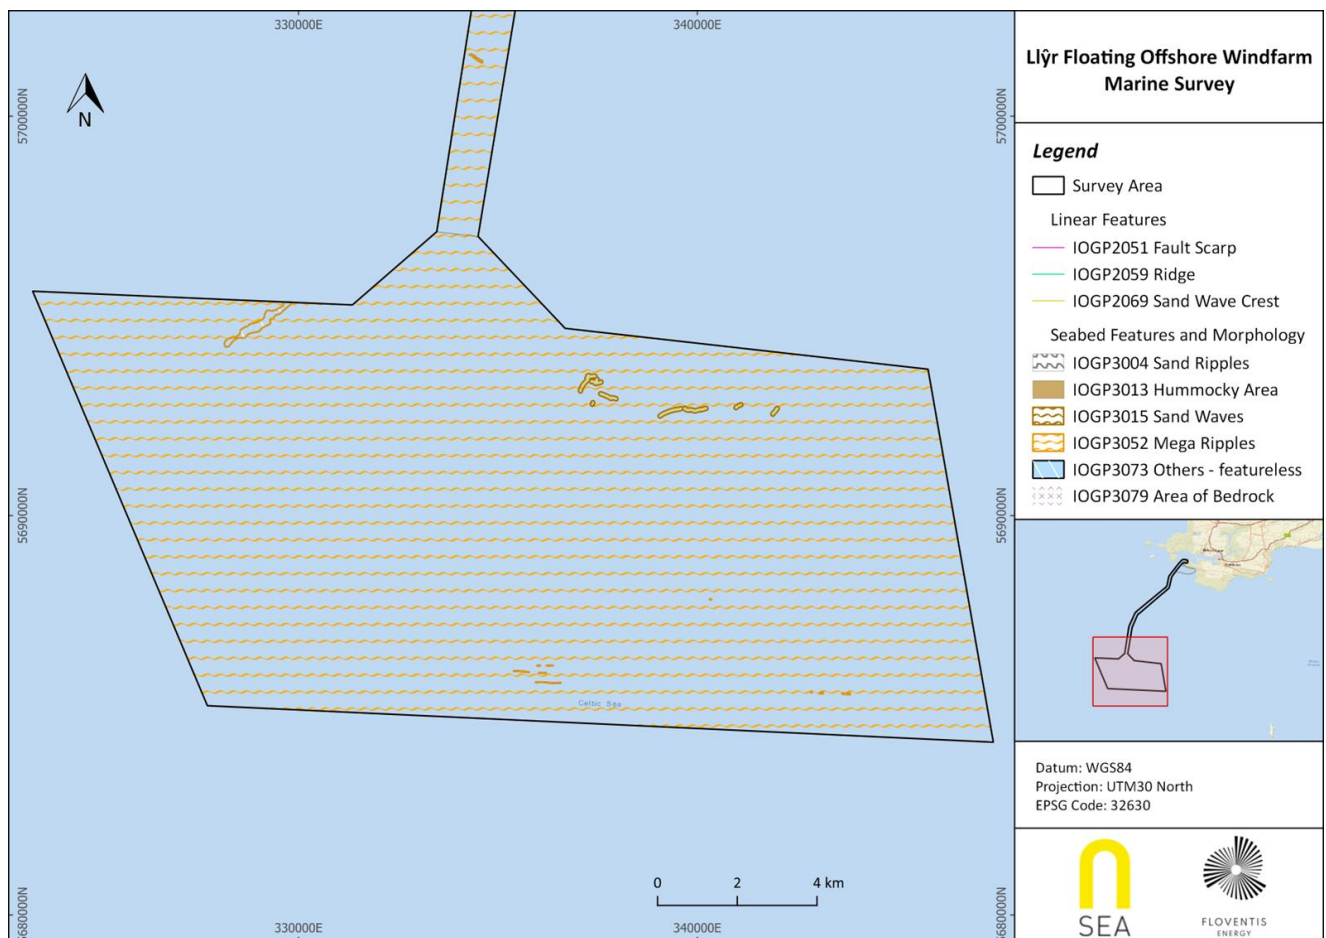 330000E
340000E
N
5700000N
5700000N
5690000N
5690000N
Celtic Sea
0 2 4 km
5680000N
5680000N
330000E
340000E
Llŷr Floating Offshore Windfarm
Marine Survey
Legend
Survey Area
Linear Features
IOGP2051 Fault Scarp
IOGP2059 Ridge
IOGP2069 Sand Wave Crest
Seabed Features and Morphology
IOGP3004 Sand Ripples
IOGP3013 Hummocky Area
IOGP3015 Sand Waves
IOGP3052 Mega Ripples
IOGP3073 Others - featureless
IOGP3079 Area of Bedrock
Datum: WGS84
Projection: UTM30 North
EPSG Code: 32630
SEA
FLOVENTIS
ENERGY